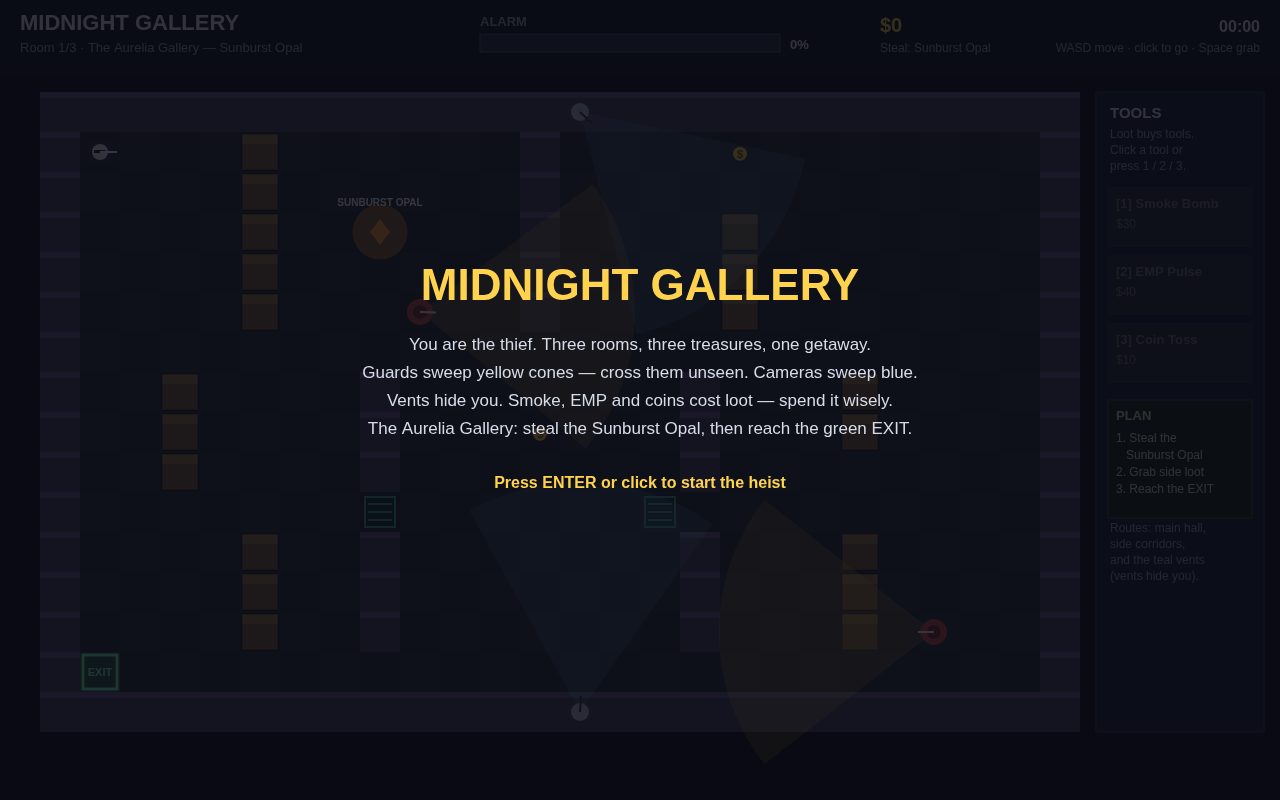 MIDNIGHT GALLERY
Room 1/3 · The Aurelia Gallery — Sunburst Opal
ALARM
0%
$0
Steal: Sunburst Opal
00:00
WASD move · click to go · Space grab
SUNBURST OPAL
$
MIDNIGHT GALLERY
You are the thief. Three rooms, three treasures, one getaway.
Guards sweep yellow cones — cross them unseen. Cameras sweep blue.
Vents hide you. Smoke, EMP and coins cost loot — spend it wisely.
The Aurelia Gallery: steal the Sunburst Opal, then reach the green EXIT.
Press ENTER or click to start the heist
EXIT
TOOLS
Loot buys tools.
Click a tool or
press 1 / 2 / 3.
[1] Smoke Bomb
$30
[2] EMP Pulse
$40
[3] Coin Toss
$10
PLAN
1. Steal the
Sunburst Opal
2. Grab side loot
3. Reach the EXIT
Routes: main hall,
side corridors,
and the teal vents
(vents hide you).